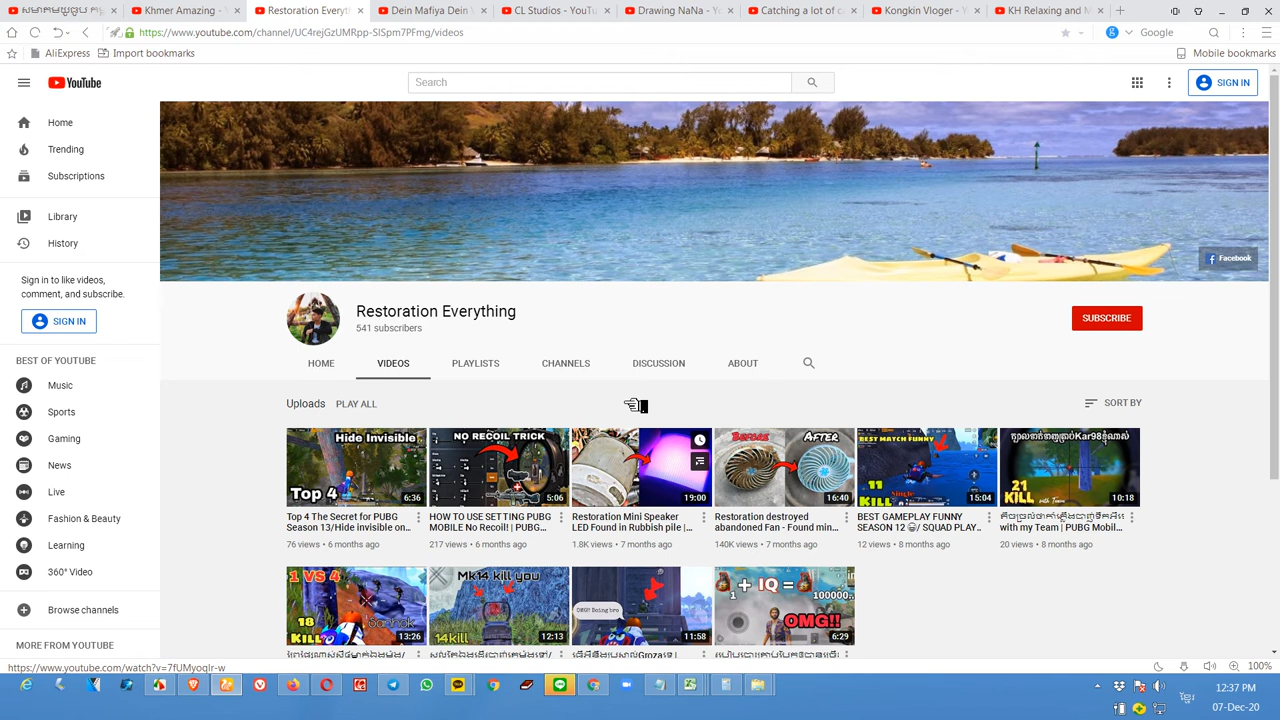 Khmer Amazing - Y
Restoration Everyt
Dein Mafiya Dein
CL Studios - YouTu
Drawing NaNa - Y
Catching a lot of c
Kongkin Vloger - Y
KH Relaxing and M
https://www.youtube.com/channel/UC4rejGzUMRpp-SISpm7PFmg/videos
Google
AliExpress
Import bookmarks
Mobile bookmarks
YouTube
Search
SIGN IN
Home
Trending
Subscriptions
Library
History
Sign in to like videos,
comment, and subscribe.
SIGN IN
BEST OF YOUTUBE
Music
Sports
Gaming
News
Live
Fashion & Beauty
Learning
360° Video
Browse channels
MORE FROM YOUTUBE
Facebook
Restoration Everything
541 subscribers
SUBSCRIBE
HOME
VIDEOS
PLAYLISTS
CHANNELS
DISCUSSION
ABOUT
Uploads PLAY ALL
SORT BY
Hide Invisible
Top 4
6:36
Top 4 The Secret for PUBG
Season 13/Hide invisible on...
76 views • 6 months ago
NO RECOIL TRICK
5:06
HOW TO USE SETTING PUBG
MOBILE No Recoil! | PUBG...
217 views • 6 months ago
19:00
Restoration Mini Speaker
LED Found in Rubbish pile |...
1.8K views • 7 months ago
BEFORE
AFTER
16:40
Restoration destroyed
abandoned Fan - Found min...
140K views • 7 months ago
BEST MATCH FUNNY
11
KILL
Single
15:04
BEST GAMEPLAY FUNNY
SEASON 12 😂/ SQUAD PLAY...
12 views • 8 months ago
21
KILL
with Team
10:18
with my Team | PUBG Mobil...
20 views • 8 months ago
1 VS 4
18
KILL
Sanhok
13:26
Mk14 kill you
14kill
12:13
OMG!! Doing bro
11:58
1 + IQ =
100000...
OMG!!
6:29
https://www.youtube.com/watch?v=7fUMyoqIr-w
100%
12:37 PM
07-Dec-20